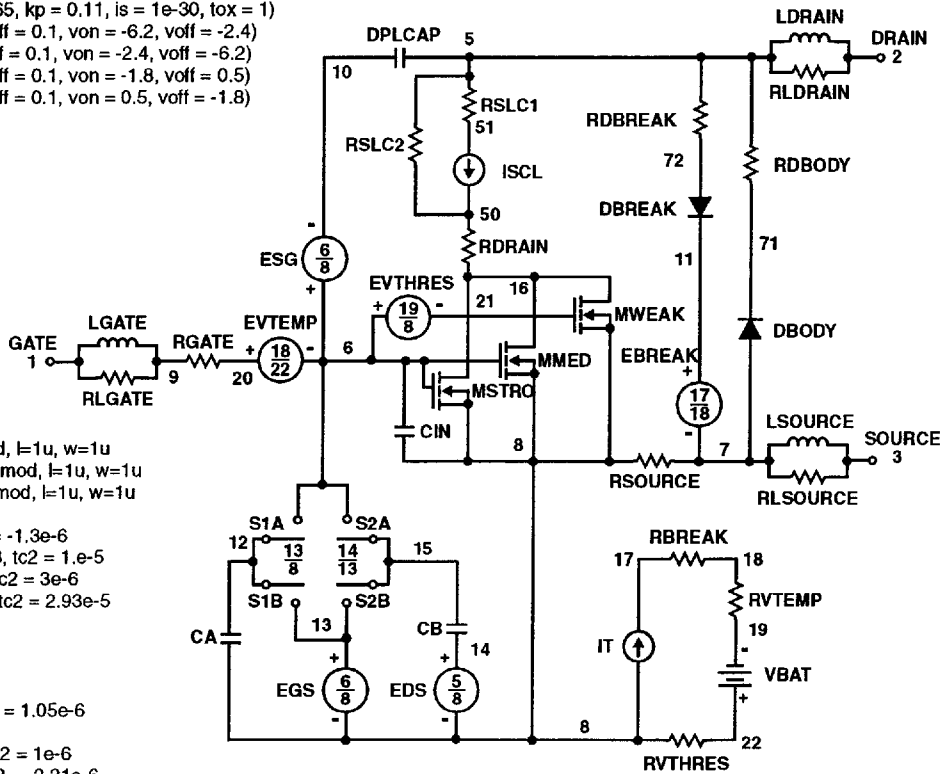 65, kp = 0.11, is = 1e-30, tox = 1)
ff = 0.1, von = -6.2, voff = -2.4)
f = 0.1, von = -2.4, voff = -6.2)
ff = 0.1, von = -1.8, voff = 0.5)
ff = 0.1, von = 0.5, voff = -1.8)
DPLCAP
5
10
LDRAIN
DRAIN
2
RLDRAIN
RSLC1
51
RSLC2
ISCL
50
RDRAIN
RDBREAK
72
RDBODY
DBREAK
71
11
-
ESG
6
8
+
EVTHRES
+
19
8
-
21
16
MWEAK
DBODY
LGATE
GATE
1
RLGATE
9
RGATE
20
EVTEMP
+
18
22
-
6
MMED
MSTRO
EBREAK
+
17
18
-
CIN
8
RSOURCE
7
LSOURCE
SOURCE
3
RLSOURCE
d, l=1u, w=1u
mod, l=1u, w=1u
mod, l=1u, w=1u
= -1.3e-6
3, tc2 = 1.e-5
c2 = 3e-6
tc2 = 2.93e-5
S1A
S2A
12
13
8
14
13
15
S1B
S2B
13
CA
CB
14
+
EGS
6
8
-
+
EDS
5
8
-
RBREAK
17
18
RVTEMP
19
IT
-
VBAT
+
8
22
RVTHRES
= 1.05e-6
2 = 1e-6